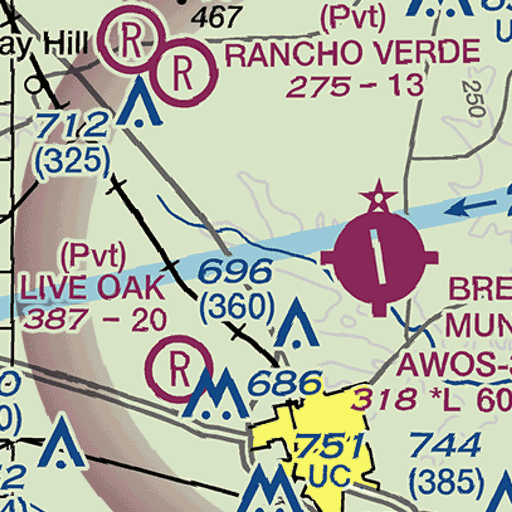 467
(Pvt)
ay Hill
R
R
RANCHO VERDE
275 - 13
250
712
(325)
(Pvt)
LIVE OAK
387 - 20
696
(360)
BRE
MUN
AWOS-3
R
686
318 *L 60
751
UC
744
(385)